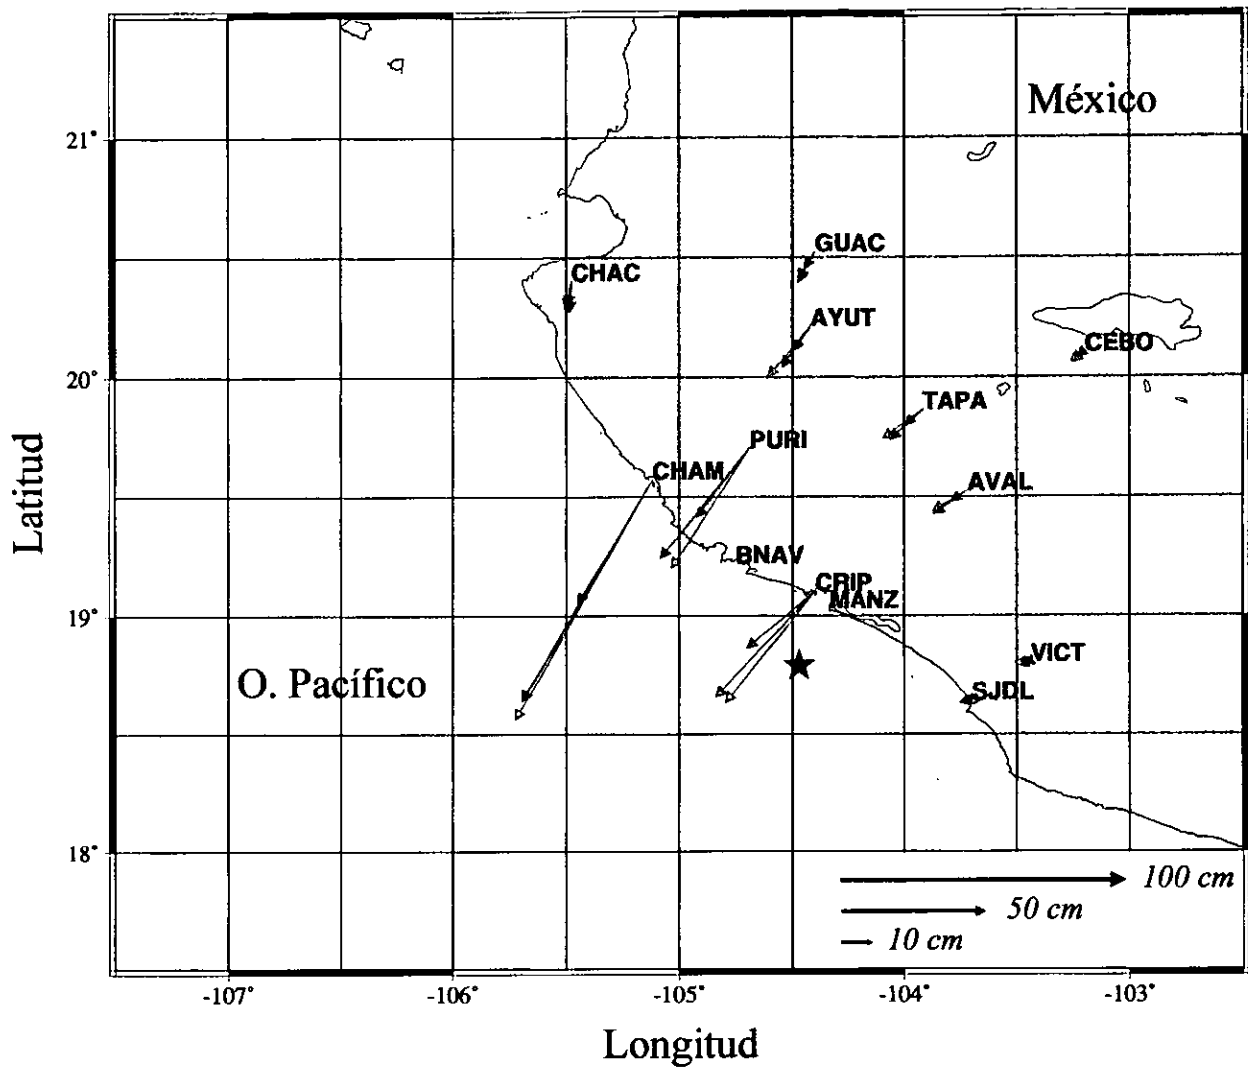 México
21°
GUAC
CHAC
AYUT
CEBO
20°
TAPA
PURI
CHAM
AVAL
Latitud
BNAV
CRIP
MANZ
19°
VICT
O. Pacífico
SJDL
18°
100 cm
50 cm
10 cm
-107° -106° -105° -104° -103°
Longitud